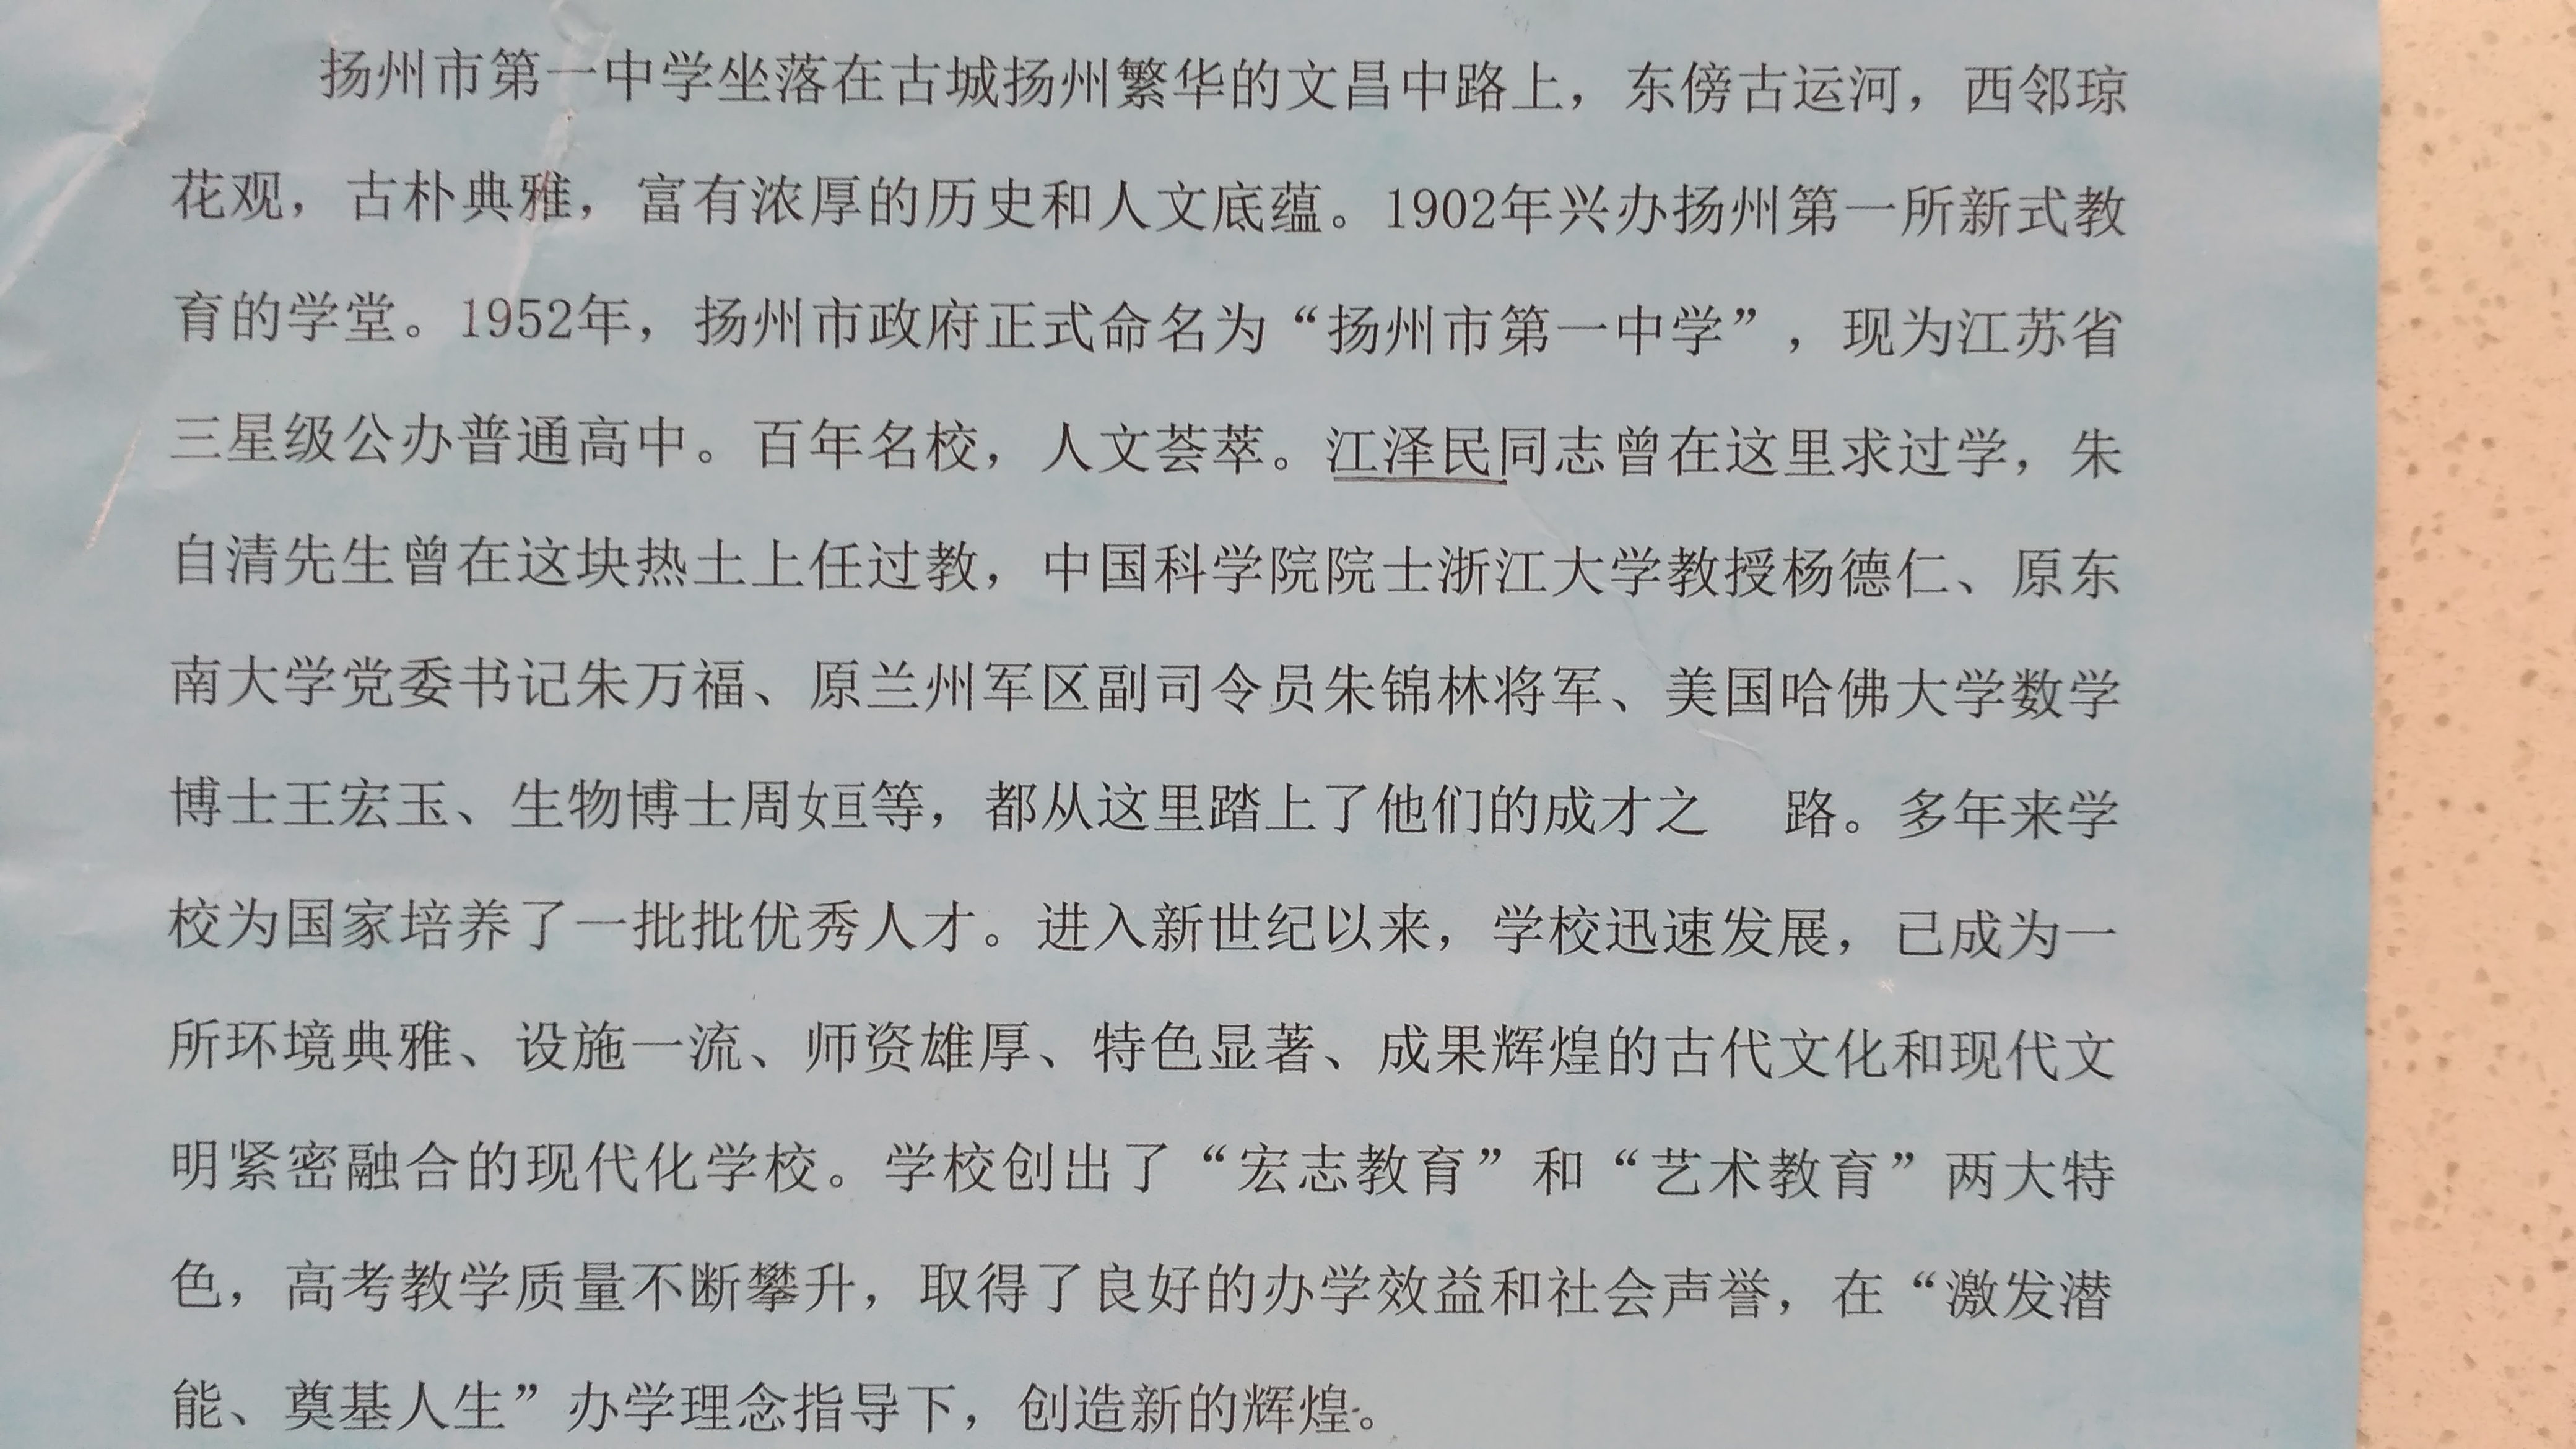 扬州市第一中学坐落在古城扬州繁华的文昌中路上，东傍古运河，西邻琼
花观，古朴典雅，富有浓厚的历史和人文底蕴。1902年兴办扬州第一所新式教
育的学堂。1952年，扬州市政府正式命名为“扬州市第一中学”，现为江苏省
三星级公办普通高中。百年名校，人文荟萃。江泽民同志曾在这里求过学，朱
自清先生曾在这块热土上任过教，中国科学院院士浙江大学教授杨德仁、原东
南大学党委书记朱万福、原兰州军区副司令员朱锦林将军、美国哈佛大学数学
博士王宏玉、生物博士周姮等，都从这里踏上了他们的成才之 路。多年来学
校为国家培养了一批批优秀人才。进入新世纪以来，学校迅速发展，己成为一
所环境典雅、设施一流、师资雄厚、特色显著、成果辉煌的古代文化和现代文
明紧密融合的现代化学校。学校创出了“宏志教育”和“艺术教育”两大特
色，高考教学质量不断攀升，取得了良好的办学效益和社会声誉，在“激发潜
能、奠基人生”办学理念指导下，创造新的辉煌。